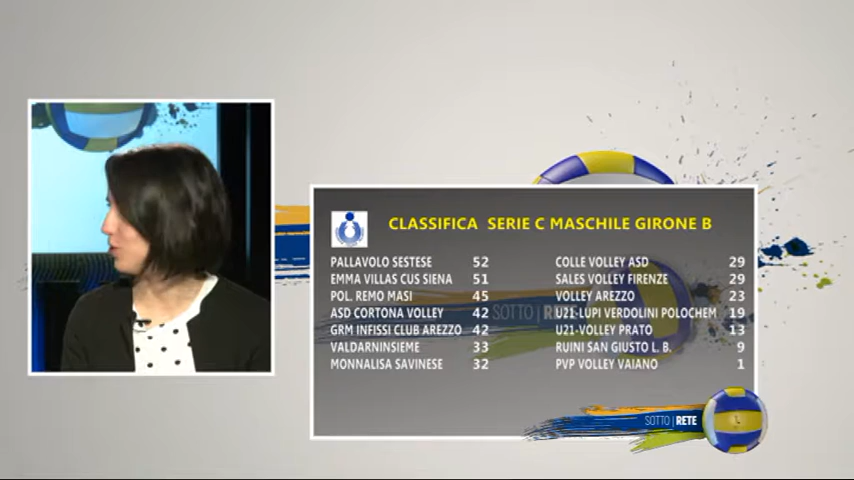 CLASSIFICA SERIE C MASCHILE GIRONE B
PALLAVOLO SESTESE 52
EMMA VILLAS CUS SIENA 51
POL. REMO MASI 45
ASD CORTONA VOLLEY 42
GRM INFISSI CLUB AREZZO 42
VALDARNINSIEME 33
MONNALISA SAVINESE 32
COLLE VOLLEY ASD 29
SALES VOLLEY FIRENZE 29
VOLLEY AREZZO 23
U21-LUPI VERDOLINI POLOCHEM 19
U21-VOLLEY PRATO 13
RUINI SAN GIUSTO L. B. 9
PVP VOLLEY VAIANO 1
SOTTO | RE
SOTTO | RETE